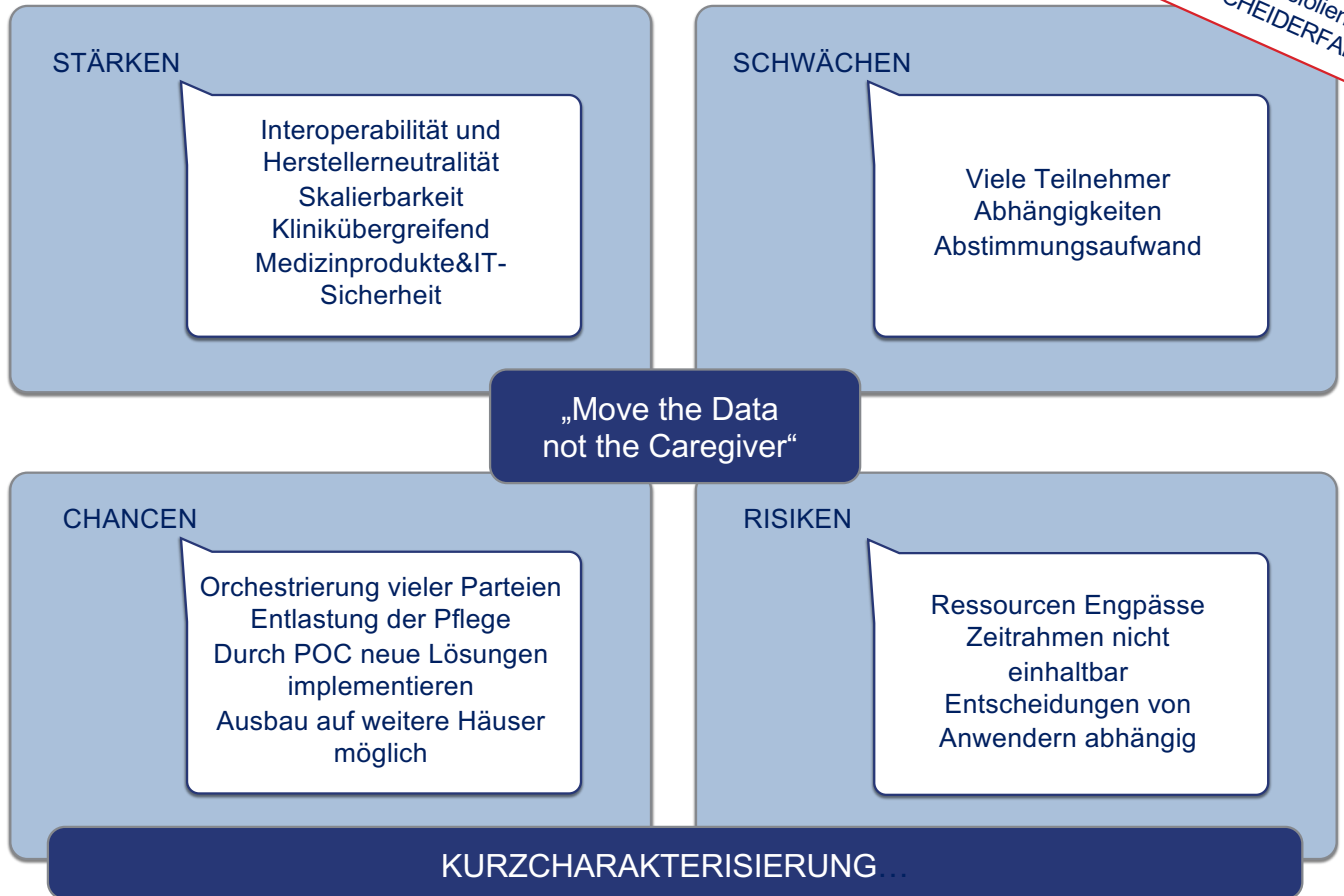 STÄRKEN
Interoperabilität und
Herstellerneutralität
Skalierbarkeit
Klinikübergreifend
Medizinprodukte&IT-
Sicherheit
SCHWÄCHEN
Viele Teilnehmer
Abhängigkeiten
Abstimmungsaufwand
„Move the Data
not the Caregiver“
CHANCEN
Orchestrierung vieler Parteien
Entlastung der Pflege
Durch POC neue Lösungen
implementieren
Ausbau auf weitere Häuser
möglich
RISIKEN
Ressourcen Engpässe
Zeitrahmen nicht
einhaltbar
Entscheidungen von
Anwendern abhängig
KURZCHARAKTERISIERUNG…